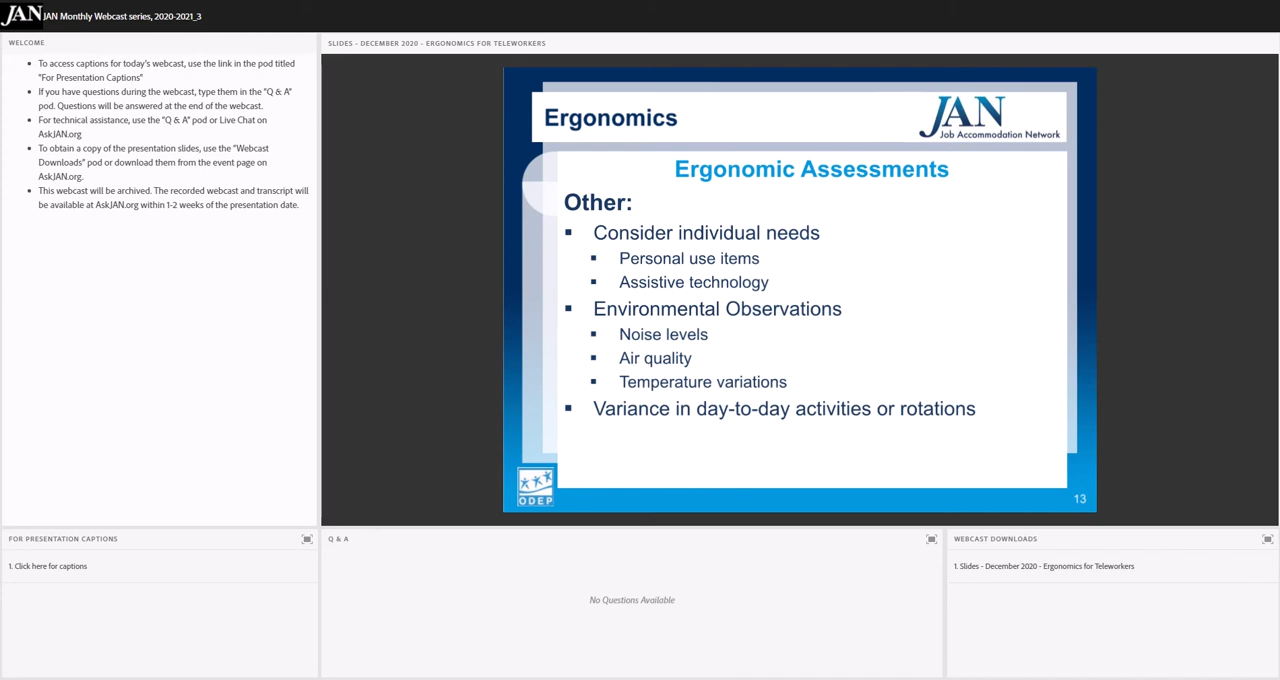 JAN JAN Monthly Webcast series, 2020-2021_3
WELCOME
To access captions for today's webcast, use the link in the pod titled
"For Presentation Captions"
If you have questions during the webcast, type them in the "Q & A"
pod. Questions will be answered at the end of the webcast.
For technical assistance, use the "Q & A" pod or Live Chat on
AskJAN.org
To obtain a copy of the presentation slides, use the "Webcast
Downloads" pod or download them from the event page on
AskJAN.org.
This webcast will be archived. The recorded webcast and transcript will
be available at AskJAN.org within 1-2 weeks of the presentation date.
SLIDES - DECEMBER 2020 - ERGONOMICS FOR TELEWORKERS
Ergonomics
JAN
Job Accommodation Network
Ergonomic Assessments
Other:
Consider individual needs
Personal use items
Assistive technology
Environmental Observations
Noise levels
Air quality
Temperature variations
Variance in day-to-day activities or rotations
ODEP
13
FOR PRESENTATION CAPTIONS
1. Click here for captions
Q & A
No Questions Available
WEBCAST DOWNLOADS
1. Slides - December 2020 - Ergonomics for Teleworkers